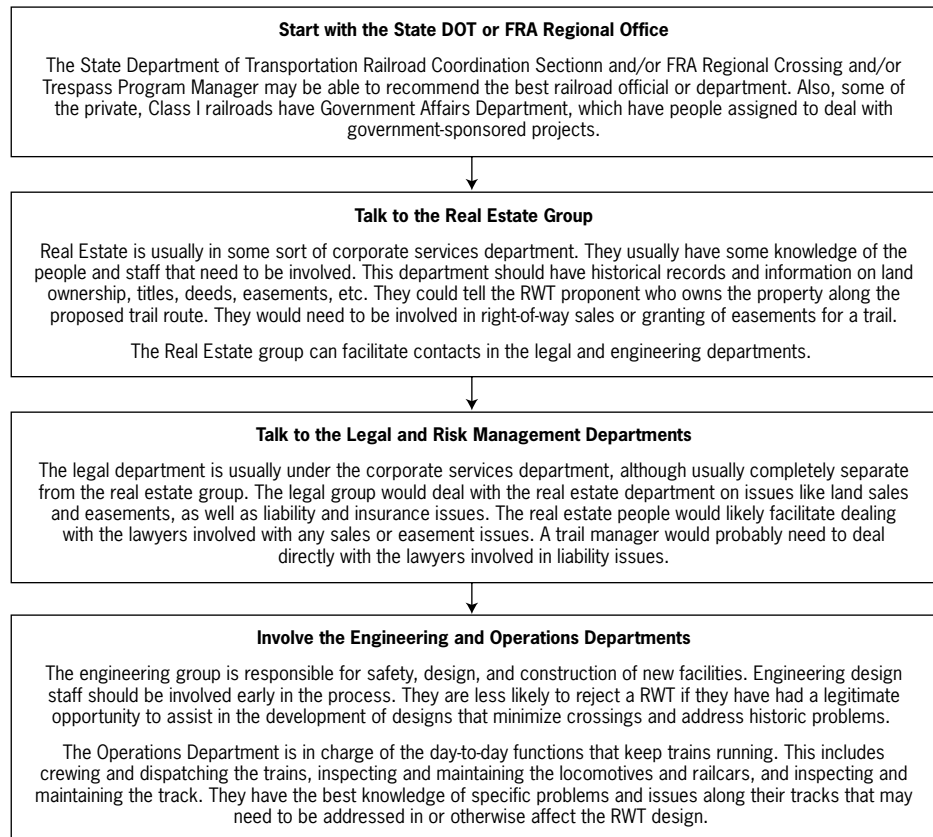 Start with the State DOT or FRA Regional Office
The State Department of Transportation Railroad Coordination Sectionn and/or FRA Regional Crossing and/or
Trespass Program Manager may be able to recommend the best railroad official or department. Also, some of
the private, Class I railroads have Government Affairs Department, which have people assigned to deal with
government-sponsored projects.
Talk to the Real Estate Group
Real Estate is usually in some sort of corporate services department. They usually have some knowledge of the
people and staff that need to be involved. This department should have historical records and information on land
ownership, titles, deeds, easements, etc. They could tell the RWT proponent who owns the property along the
proposed trail route. They would need to be involved in right-of-way sales or granting of easements for a trail.
The Real Estate group can facilitate contacts in the legal and engineering departments.
Talk to the Legal and Risk Management Departments
The legal department is usually under the corporate services department, although usually completely separate
from the real estate group. The legal group would deal with the real estate department on issues like land sales
and easements, as well as liability and insurance issues. The real estate people would likely facilitate dealing
with the lawyers involved with any sales or easement issues. A trail manager would probably need to deal
directly with the lawyers involved in liability issues.
Involve the Engineering and Operations Departments
The engineering group is responsible for safety, design, and construction of new facilities. Engineering design
staff should be involved early in the process. They are less likely to reject a RWT if they have had a legitimate
opportunity to assist in the development of designs that minimize crossings and address historic problems.
The Operations Department is in charge of the day-to-day functions that keep trains running. This includes
crewing and dispatching the trains, inspecting and maintaining the locomotives and railcars, and inspecting and
maintaining the track. They have the best knowledge of specific problems and issues along their tracks that may
need to be addressed in or otherwise affect the RWT design.